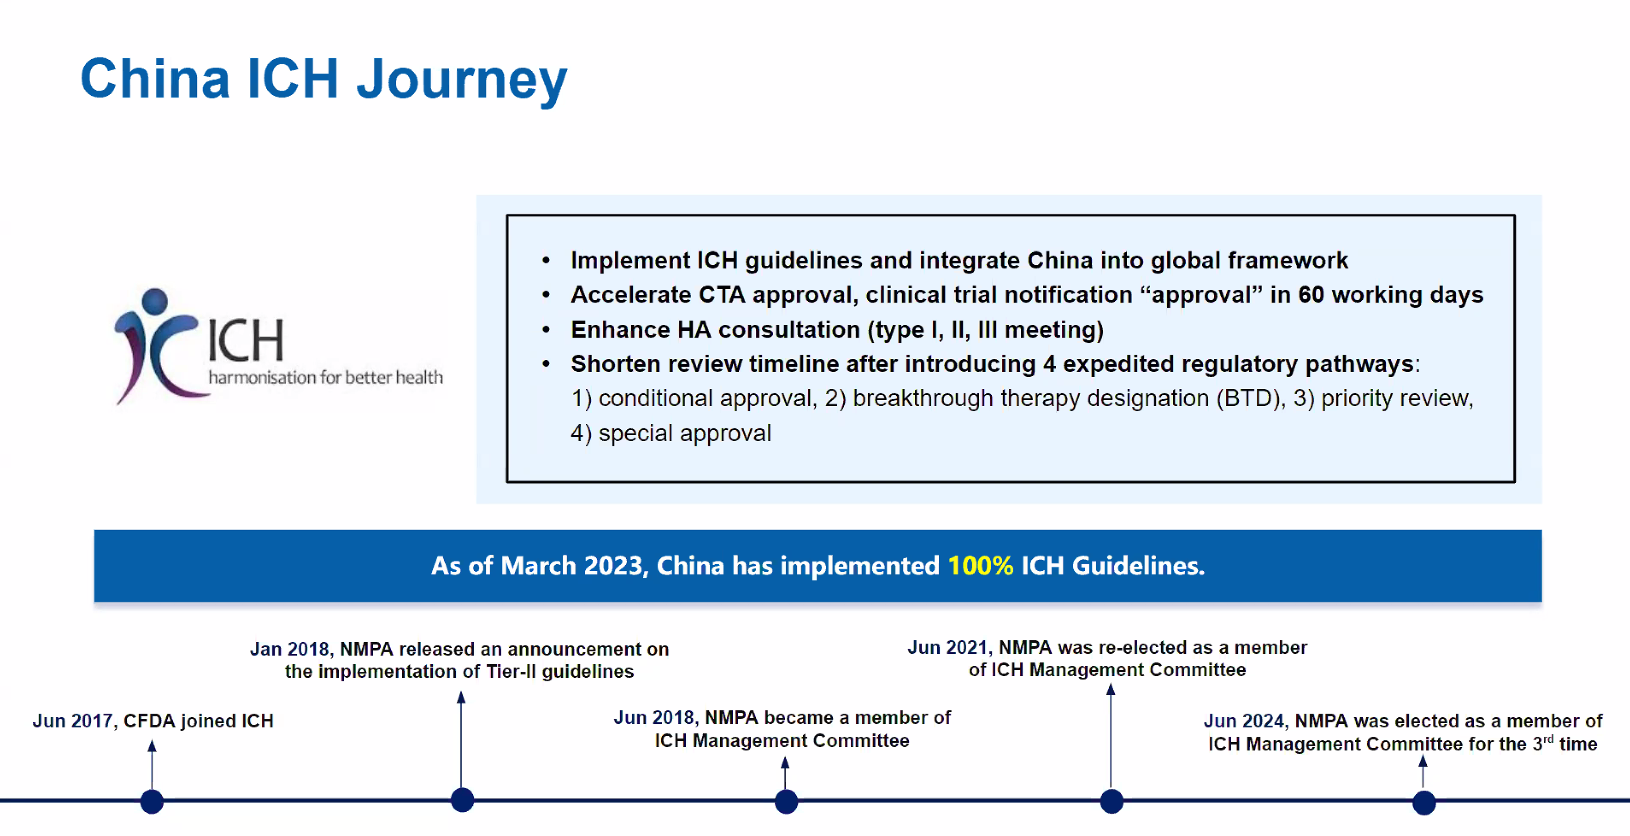 China ICH Journey
ICH
harmonisation for better health
• Implement ICH guidelines and integrate China into global framework
• Accelerate CTA approval, clinical trial notification “approval” in 60 working days
• Enhance HA consultation (type I, II, III meeting)
• Shorten review timeline after introducing 4 expedited regulatory pathways:
1) conditional approval, 2) breakthrough therapy designation (BTD), 3) priority review,
4) special approval
As of March 2023, China has implemented 100% ICH Guidelines.
Jun 2017, CFDA joined ICH
Jan 2018, NMPA released an announcement on
the implementation of Tier-II guidelines
Jun 2018, NMPA became a member of
ICH Management Committee
Jun 2021, NMPA was re-elected as a member
of ICH Management Committee
Jun 2024, NMPA was elected as a member of
ICH Management Committee for the 3rd time